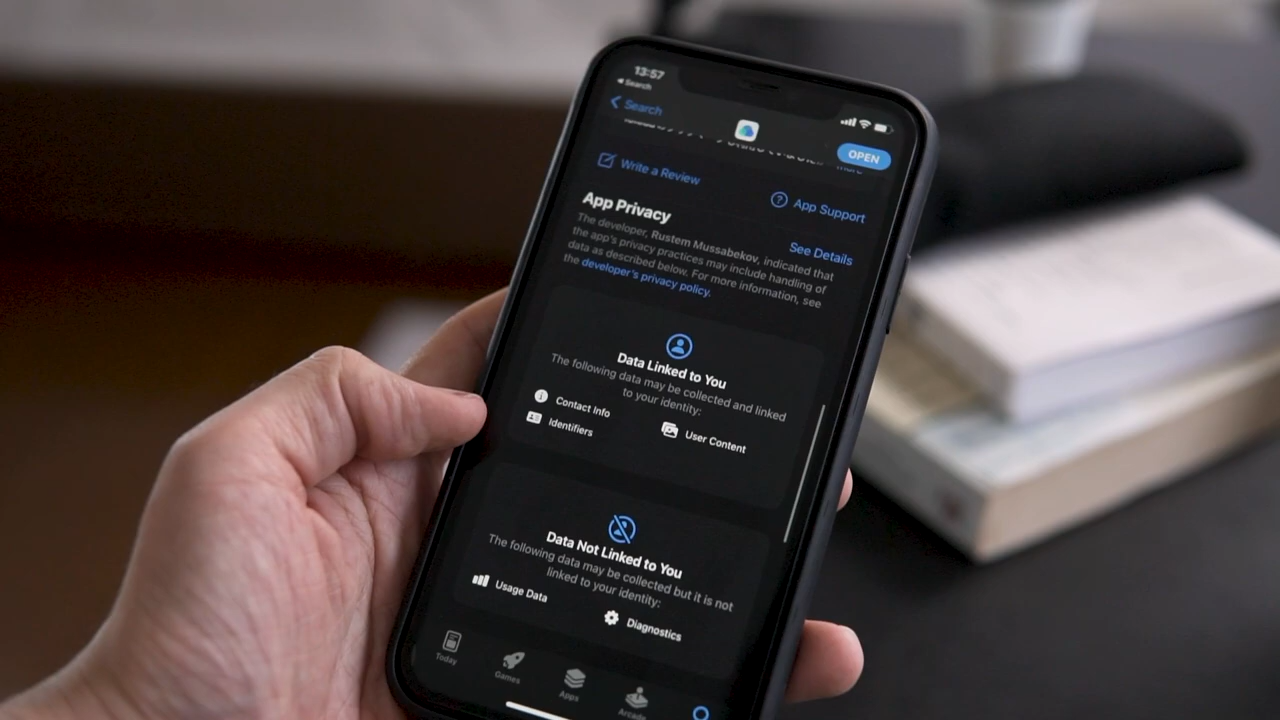 13:57
Search
Search
OPEN
Write a Review
App Support
App Privacy
See Details
The developer, Rustem Mussabekov, indicated that
the app's privacy practices may include handling of
data as described below. For more information, see
the developer's privacy policy.
Data Linked to You
The following data may be collected and linked
to your identity:
Contact Info
User Content
Identifiers
Data Not Linked to You
The following data may be collected but it is not
linked to your identity:
Usage Data
Diagnostics
Today
Games
Apps
Arcade